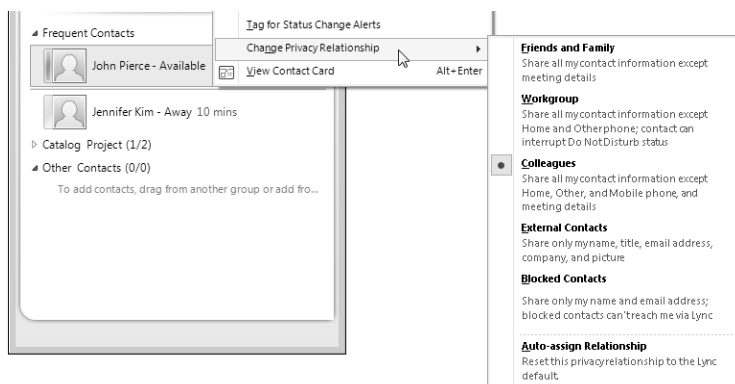 Frequent Contacts
John Pierce - Available
Jennifer Kim - Away 10 mins
Catalog Project (1/2)
Other Contacts (0/0)
To add contacts, drag from another group or add fro...
Tag for Status Change Alerts
Change Privacy Relationship
View Contact Card Alt+Enter
Friends and Family
Share all my contact information except
meeting details
Workgroup
Share all my contact information except
Home and Other phone; contact can
interrupt Do Not Disturb status
Colleagues
Share all my contact information except
Home, Other, and Mobile phone, and
meeting details
External Contacts
Share only my name, title, email address,
company, and picture
Blocked Contacts
Share only my name and email address;
blocked contacts can't reach me via Lync
Auto-assign Relationship
Reset this privacy relationship to the Lync
default.